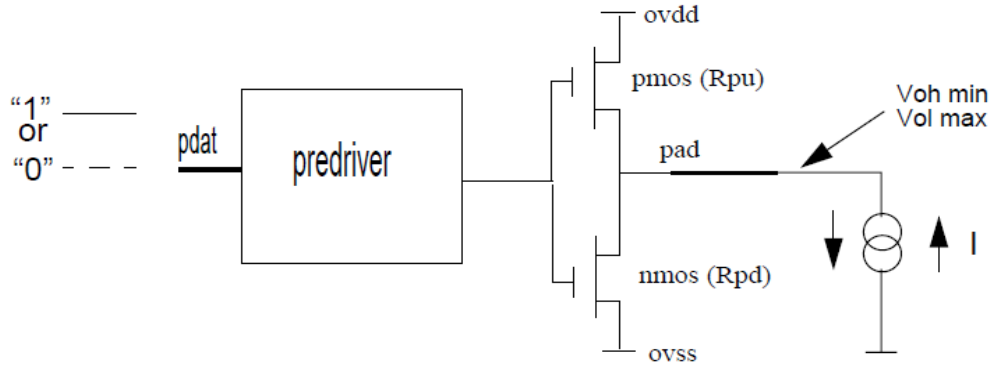 ovdd
pmos (Rpu)
Voh min
Vol max
“1”
or
“0”
pdat
predriver
pad
nmos (Rpd)
I
ovss